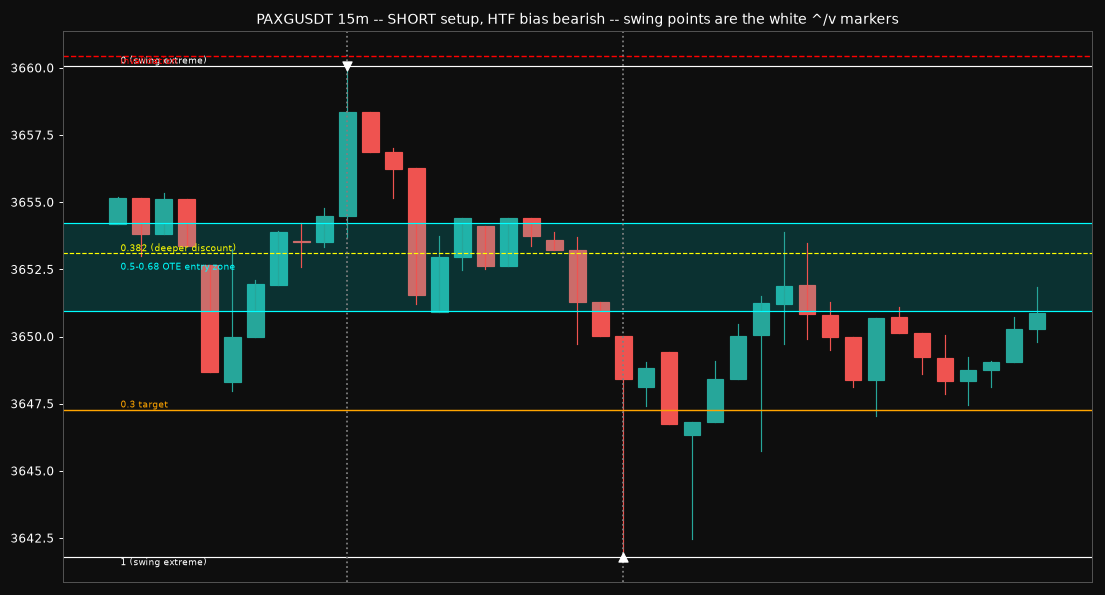 PAXGUSDT 15m -- SHORT setup, HTF bias bearish -- swing points are the white ^/v markers
0 (swing extreme)
3660.0
3657.5
3655.0
0.382 (deeper discount)
3652.5
0.5-0.68 OTE entry zone
3650.0
3647.5
0.3 target
3645.0
3642.5
1 (swing extreme)